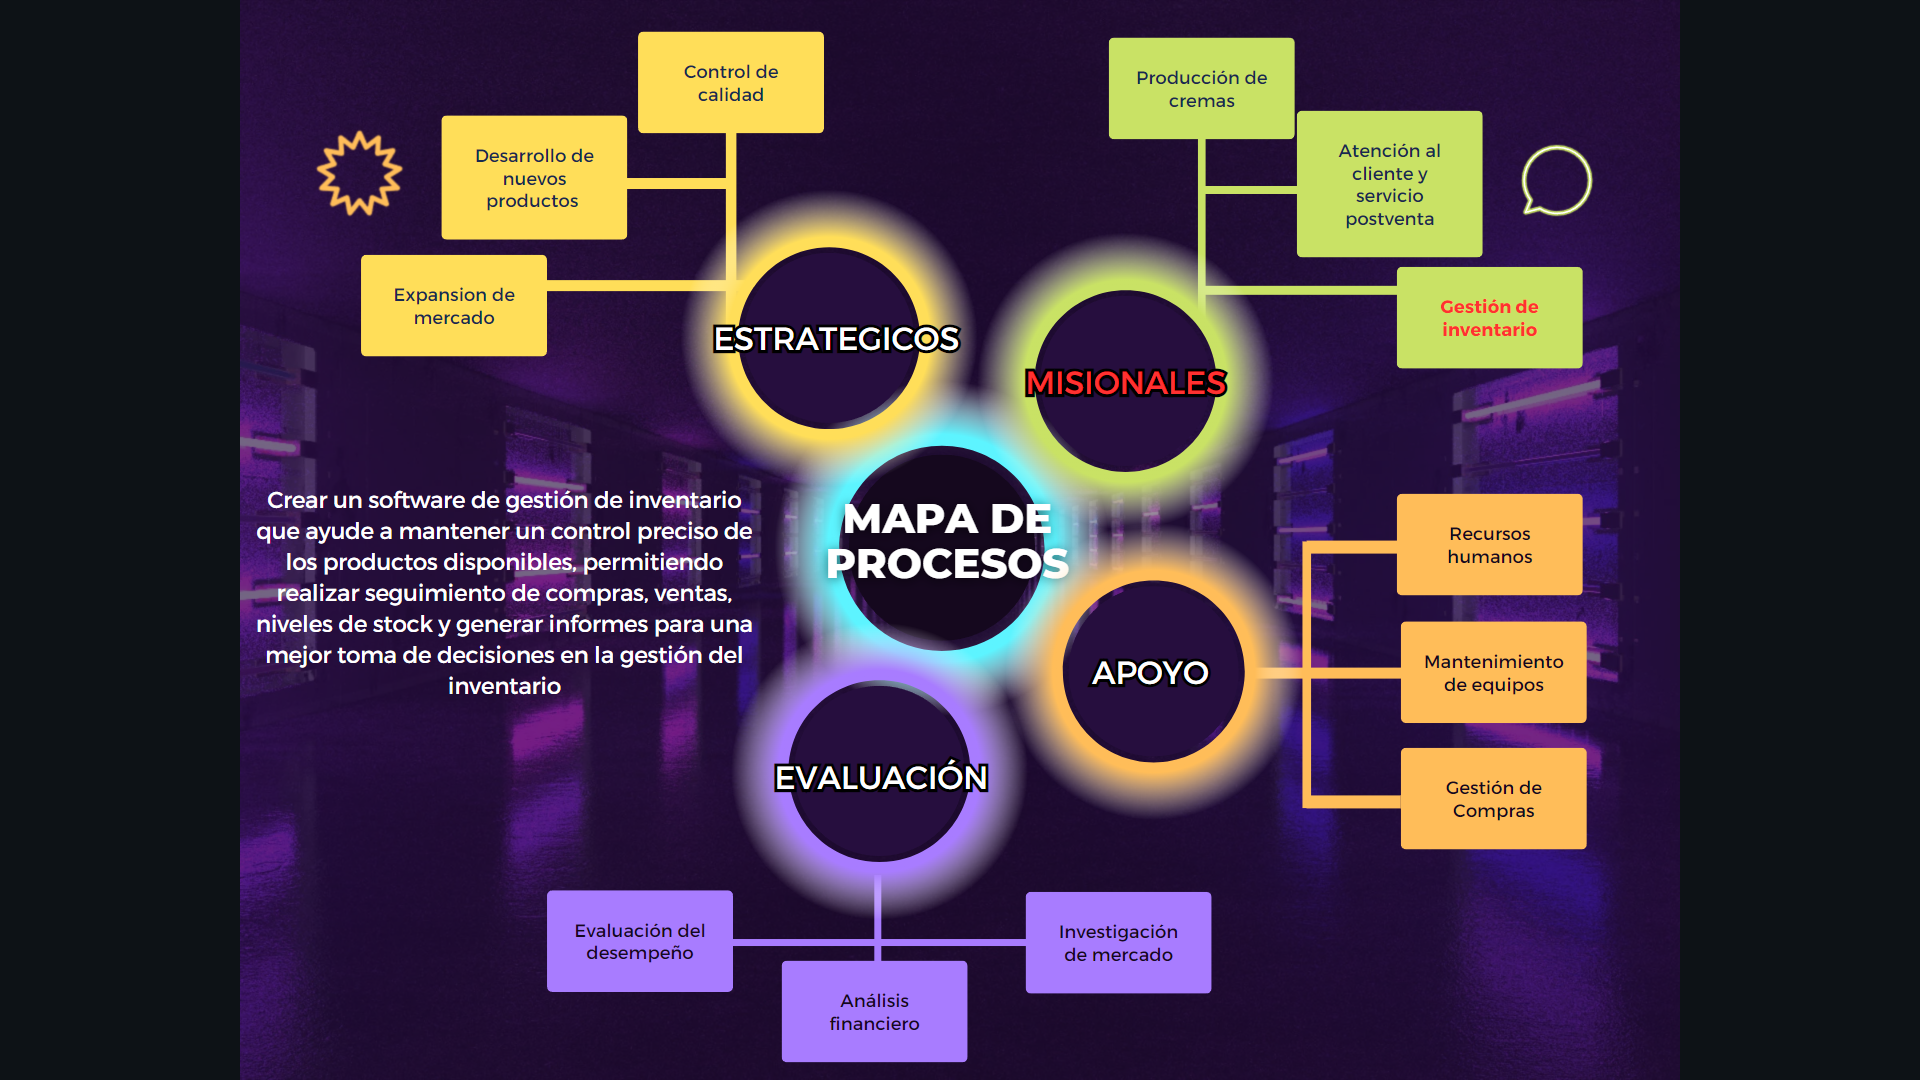 Control de
calidad
Desarrollo de
nuevos
productos
Expansion de
mercado
ESTRATEGICOS
Producción de
cremas
Atención al
cliente y
servicio
postventa
Gestión de
inventario
MISIONALES
Crear un software de gestión de inventario
que ayude a mantener un control preciso de
los productos disponibles, permitiendo
realizar seguimiento de compras, ventas,
niveles de stock y generar informes para una
mejor toma de decisiones en la gestión del
inventario
MAPA DE
PROCESOS
APOYO
Recursos
humanos
Mantenimiento
de equipos
Gestión de
Compras
EVALUACIÓN
Evaluación del
desempeño
Análisis
financiero
Investigación
de mercado